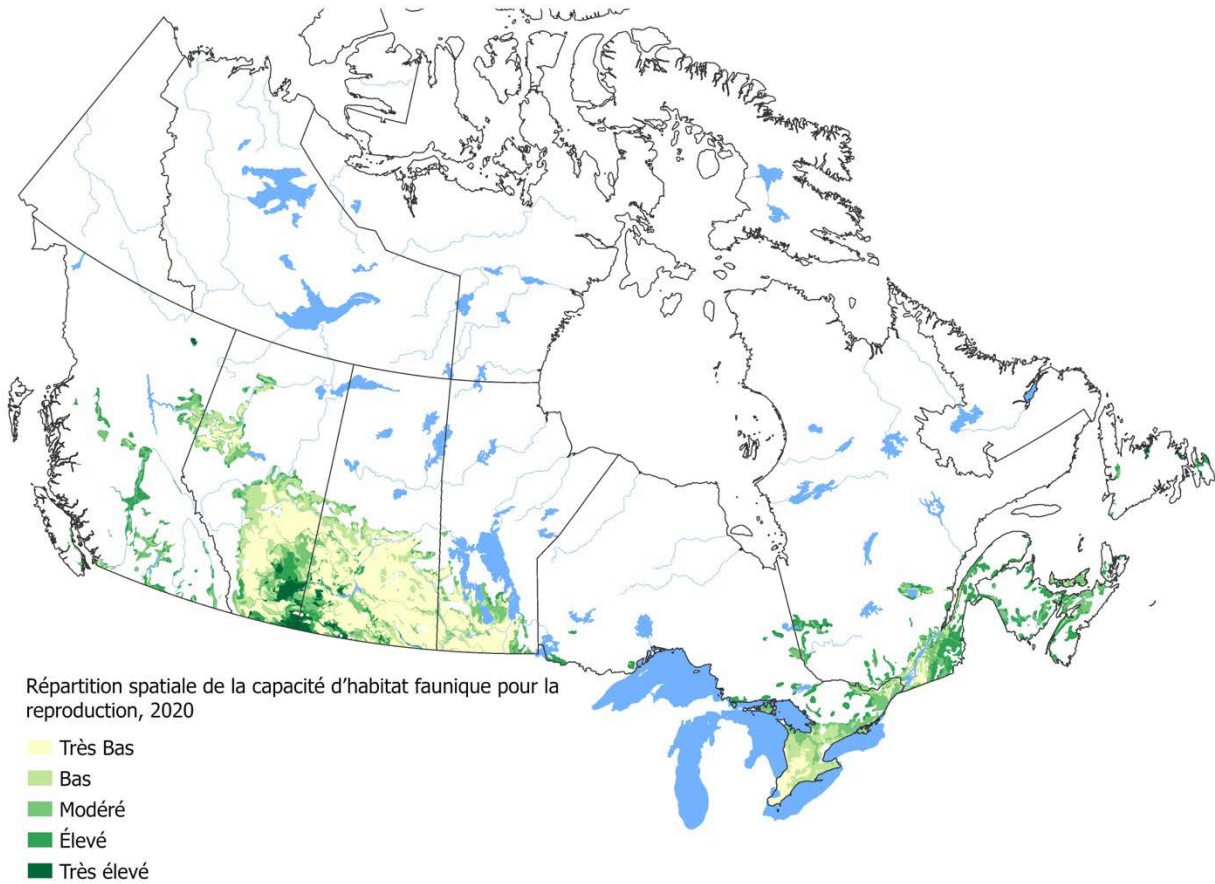 Répartition spatiale de la capacité d’habitat faunique pour la
reproduction, 2020
Très Bas
Bas
Modéré
Élevé
Très élevé